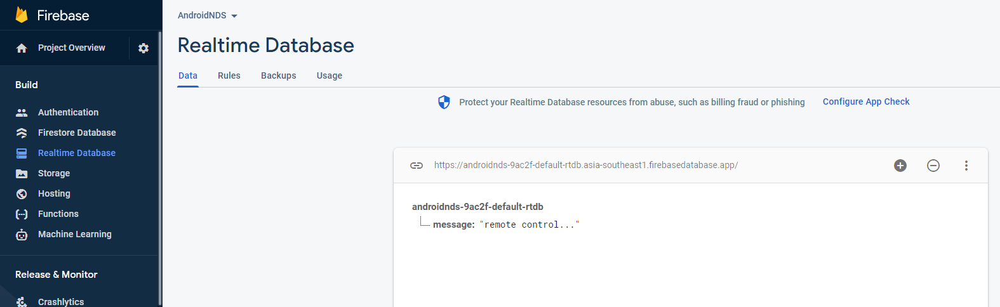 Firebase
Project Overview
Build
Authentication
Firestore Database
Realtime Database
Storage
Hosting
Functions
Machine Learning
Release & Monitor
Crashlytics
AndroidNDS
Realtime Database
Data Rules Backups Usage
Protect your Realtime Database resources from abuse, such as billing fraud or phishing Configure App Check
https://androidnds-9ac2f-default-rtdb.asia-southeast1.firebasedatabase.app/
androidnds-9ac2f-default-rtdb
message: "remote control..."